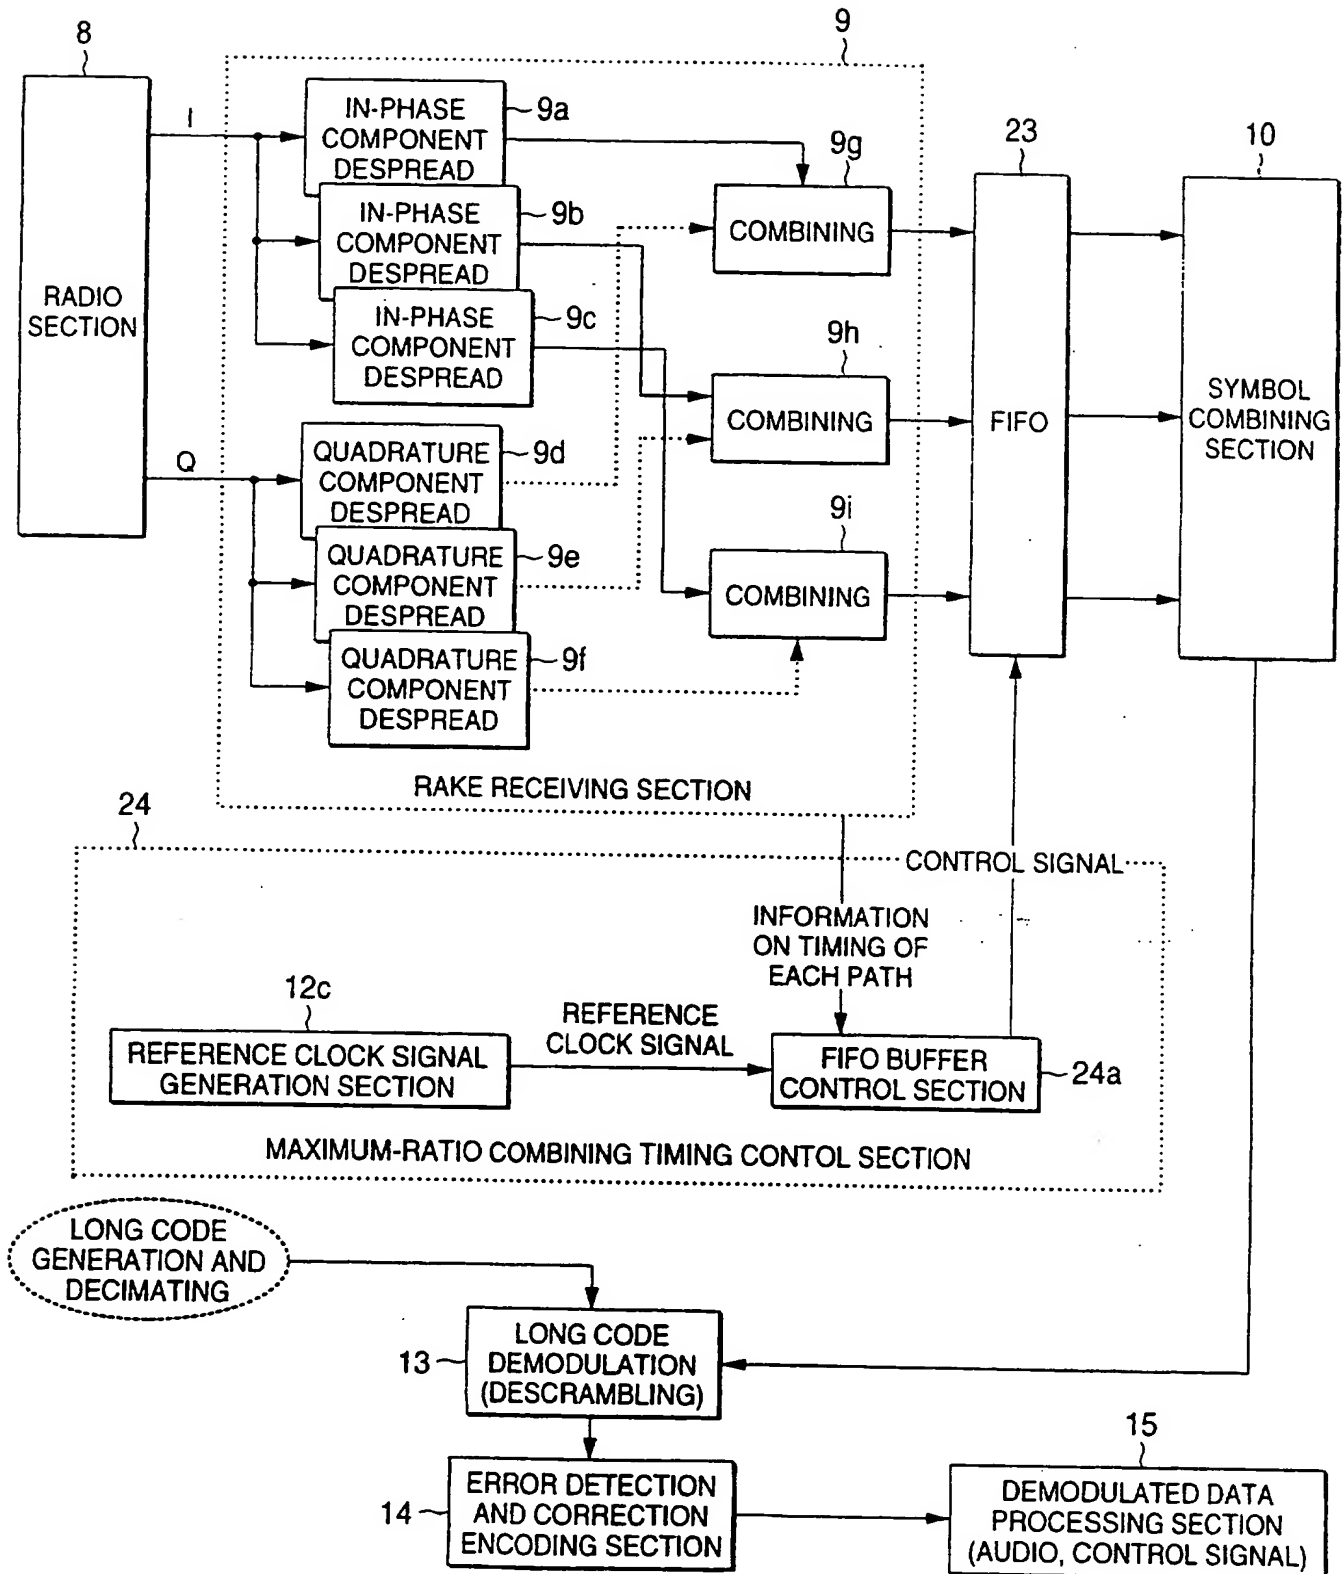 8
9
I
IN-PHASE
COMPONENT
DESPREAD
9a
IN-PHASE
COMPONENT
DESPREAD
9b
IN-PHASE
COMPONENT
DESPREAD
9c
RADIO
SECTION
Q
QUADRATURE
COMPONENT
DESPREAD
9d
QUADRATURE
COMPONENT
DESPREAD
9e
QUADRATURE
COMPONENT
DESPREAD
9f
9g
COMBINING
9h
COMBINING
9i
COMBINING
23
FIFO
10
SYMBOL
COMBINING
SECTION
RAKE RECEIVING SECTION
24
CONTROL SIGNAL
INFORMATION
ON TIMING OF
EACH PATH
12c
REFERENCE CLOCK SIGNAL
GENERATION SECTION
REFERENCE
CLOCK SIGNAL
FIFO BUFFER
CONTROL SECTION
24a
MAXIMUM-RATIO COMBINING TIMING CONTOL SECTION
LONG CODE
GENERATION AND
DECIMATING
13
LONG CODE
DEMODULATION
(DESCRAMBLING)
14
ERROR DETECTION
AND CORRECTION
ENCODING SECTION
15
DEMODULATED DATA
PROCESSING SECTION
(AUDIO, CONTROL SIGNAL)